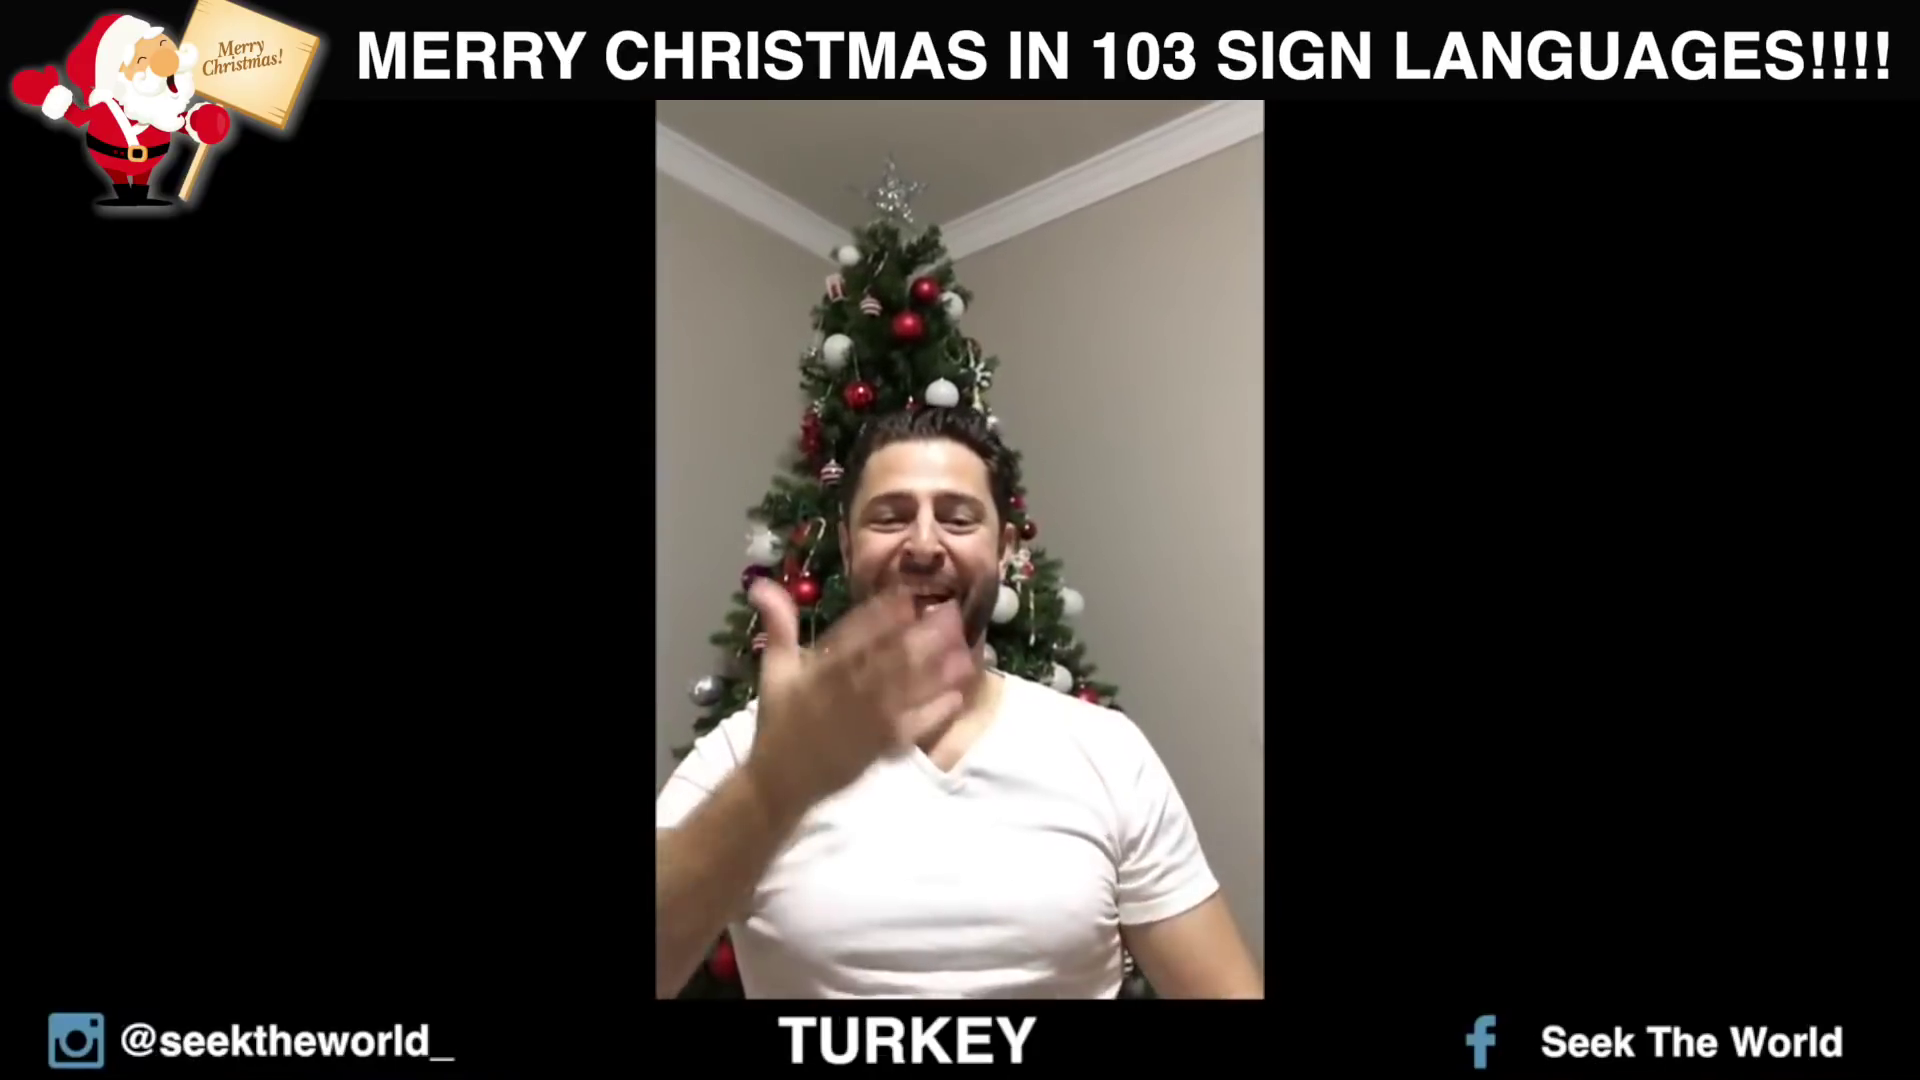 Merry
Christmas!
MERRY CHRISTMAS IN 103 SIGN LANGUAGES!!!!
@seektheworld_
TURKEY
Seek The World